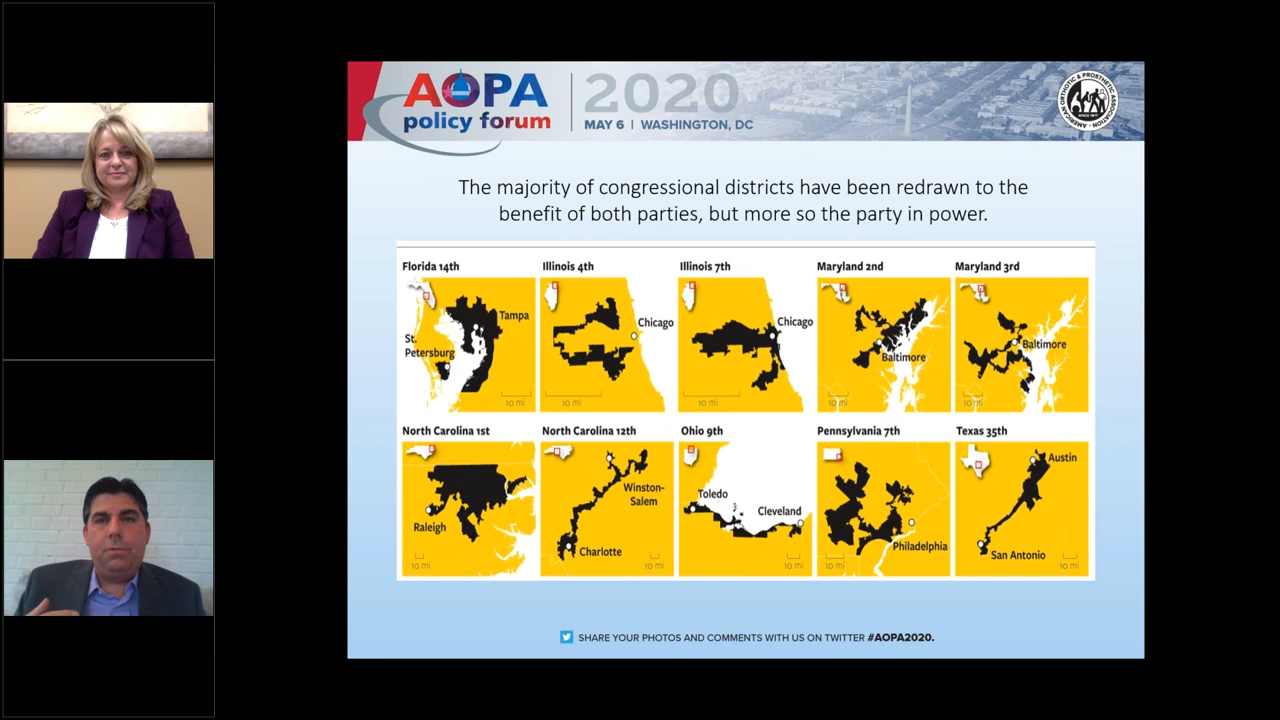 AOPA
policy forum
2020
MAY 6 | WASHINGTON, DC
AMERICAN ORTHOTIC & PROSTHETIC ASSOCIATION
The majority of congressional districts have been redrawn to the
benefit of both parties, but more so the party in power.
Florida 14th
Tampa
St.
Petersburg
10 mi
Illinois 4th
Chicago
10 mi
Illinois 7th
Chicago
10 mi
Maryland 2nd
Baltimore
10 mi
Maryland 3rd
Baltimore
10 mi
North Carolina 1st
Raleigh
10 mi
North Carolina 12th
Winston-
Salem
Charlotte
10 mi
Ohio 9th
Toledo
Cleveland
10 mi
Pennsylvania 7th
Philadelphia
10 mi
Texas 35th
Austin
San Antonio
10 mi
SHARE YOUR PHOTOS AND COMMENTS WITH US ON TWITTER #AOPA2020.